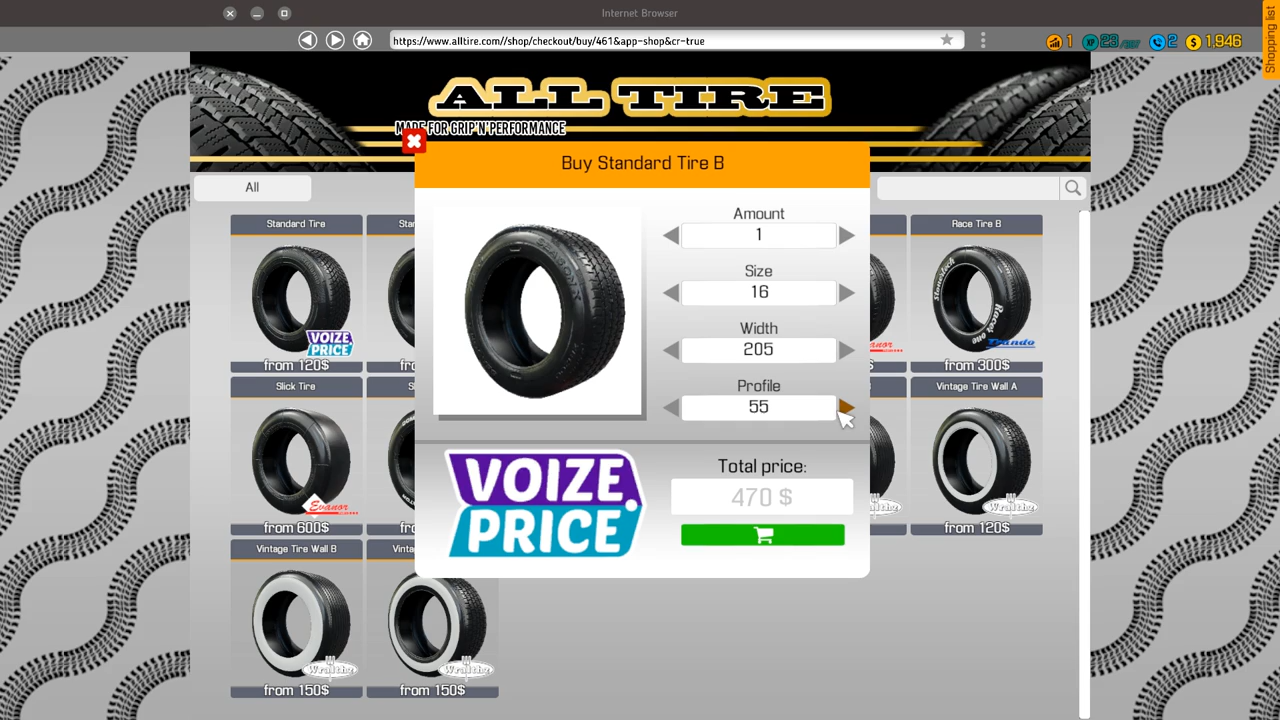 Internet Browser
https://www.alltire.com//shop/checkout/buy/461&app-shop&cr-true
1
XP 23/
2
$ 1,946
Shopping list
ALL TIRE
MADE FOR GRIP'N'PERFORMANCE
Buy Standard Tire B
All
Standard Tire
VOIZE PRICE
from 120$
Race Tire B
from 300$
Slick Tire
Evanor
from 600$
Vintage Tire Wall A
from 120$
Vintage Tire Wall B
from 150$
from 150$
Amount
1
Size
16
Width
205
Profile
55
VOIZE.
PRICE
Total price:
470 $